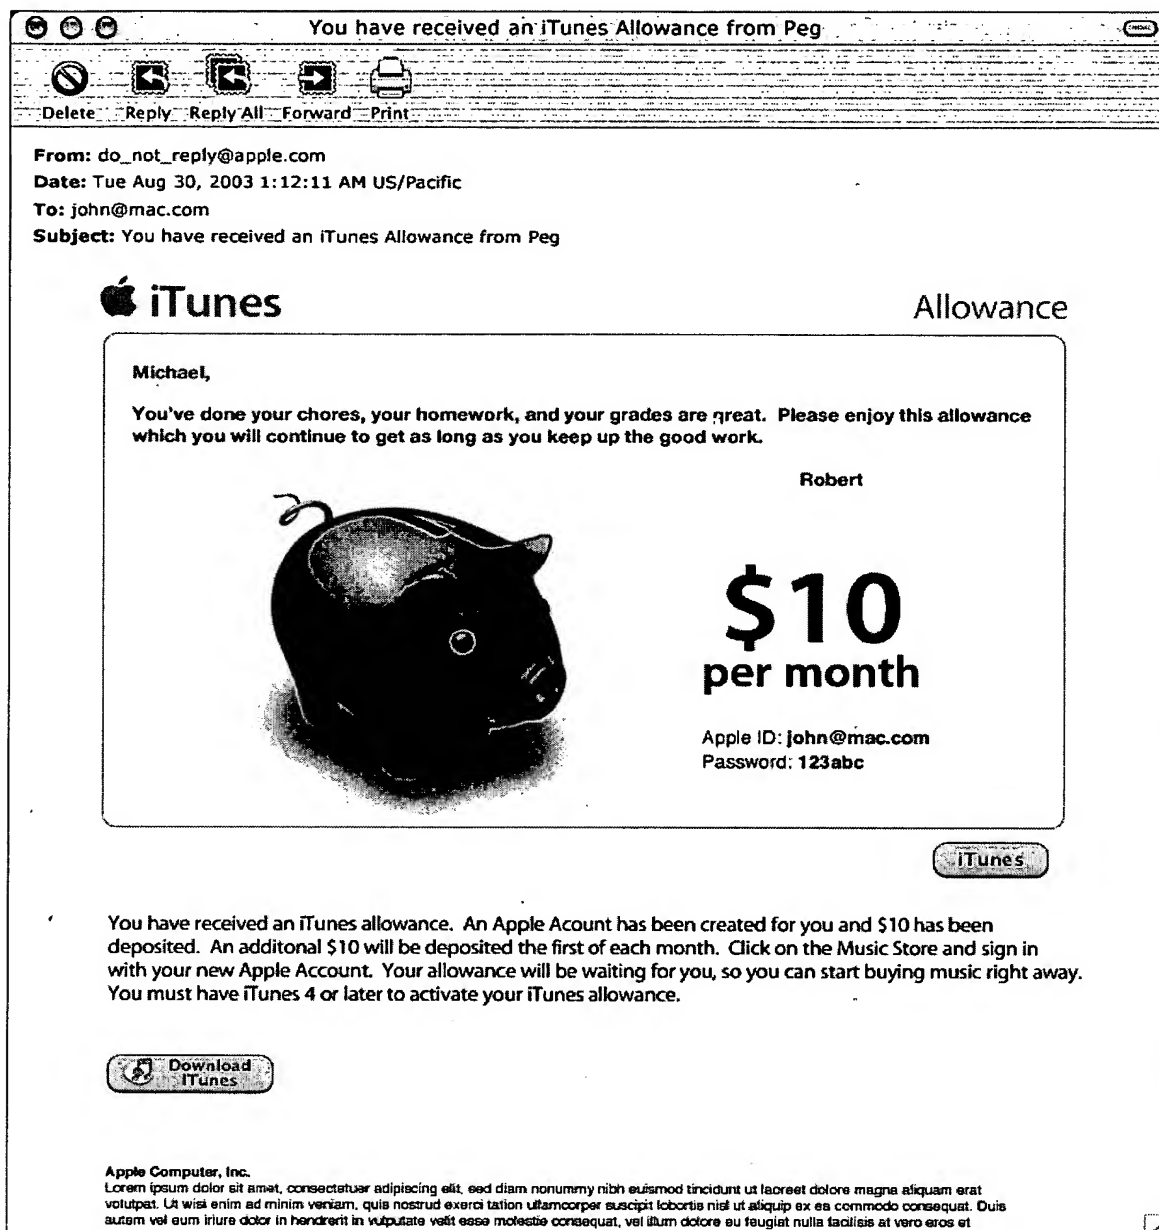 You have received an iTunes Allowance from Peg
Delete Reply Reply All Forward Print
From: do_not_reply@apple.com
Date: Tue Aug 30, 2003 1:12:11 AM US/Pacific
To: john@mac.com
Subject: You have received an iTunes Allowance from Peg
iTunes
Allowance
Michael,
You've done your chores, your homework, and your grades are great. Please enjoy this allowance
which you will continue to get as long as you keep up the good work.
Robert
$10
per month
Apple ID: john@mac.com
Password: 123abc
iTunes
You have received an iTunes allowance. An Apple Acount has been created for you and $10 has been
deposited. An additonal $10 will be deposited the first of each month. Click on the Music Store and sign in
with your new Apple Account. Your allowance will be waiting for you, so you can start buying music right away.
You must have iTunes 4 or later to activate your iTunes allowance.
Download
iTunes
Apple Computer, Inc.
Lorem ipsum dolor sit amet, consectetuer adipiscing elit, sed diam nonummy nibh euismod tincidunt ut laoreet dolore magna aliquam erat
volutpat. Ut wisi enim ad minim veniam, quis nostrud exerci tation ullamcorper suscipit lobortis nisl ut aliquip ex ea commodo consequat. Duis
autem vel eum iriure dolor in hendrerit in vulputate velit esse molestie consequat, vel illum dolore eu feugiat nulla facilisis at vero eros et